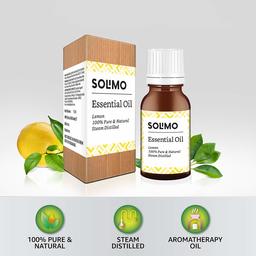 SOLIMO
Essential Oil
Lemon
100% Pure & Natural
Steam Distilled
SOLIMO
Essential Oil
Lemon
100% Pure & Natural
Steam Distilled
100% PURE &
NATURAL
STEAM
DISTILLED
AROMATHERAPY
OIL